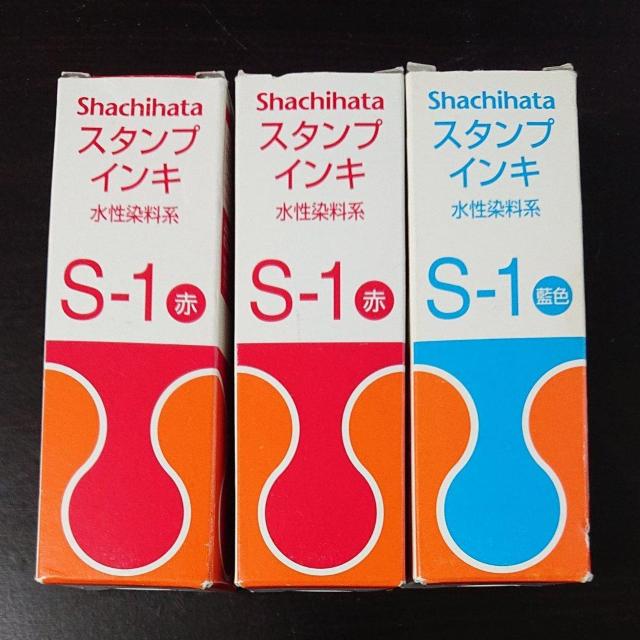 Shachihata
スタンプ
インキ
水性染料系
S-1 赤
Shachihata
スタンプ
インキ
水性染料系
S-1 赤
Shachihata
スタンプ
インキ
水性染料系
S-1 藍色